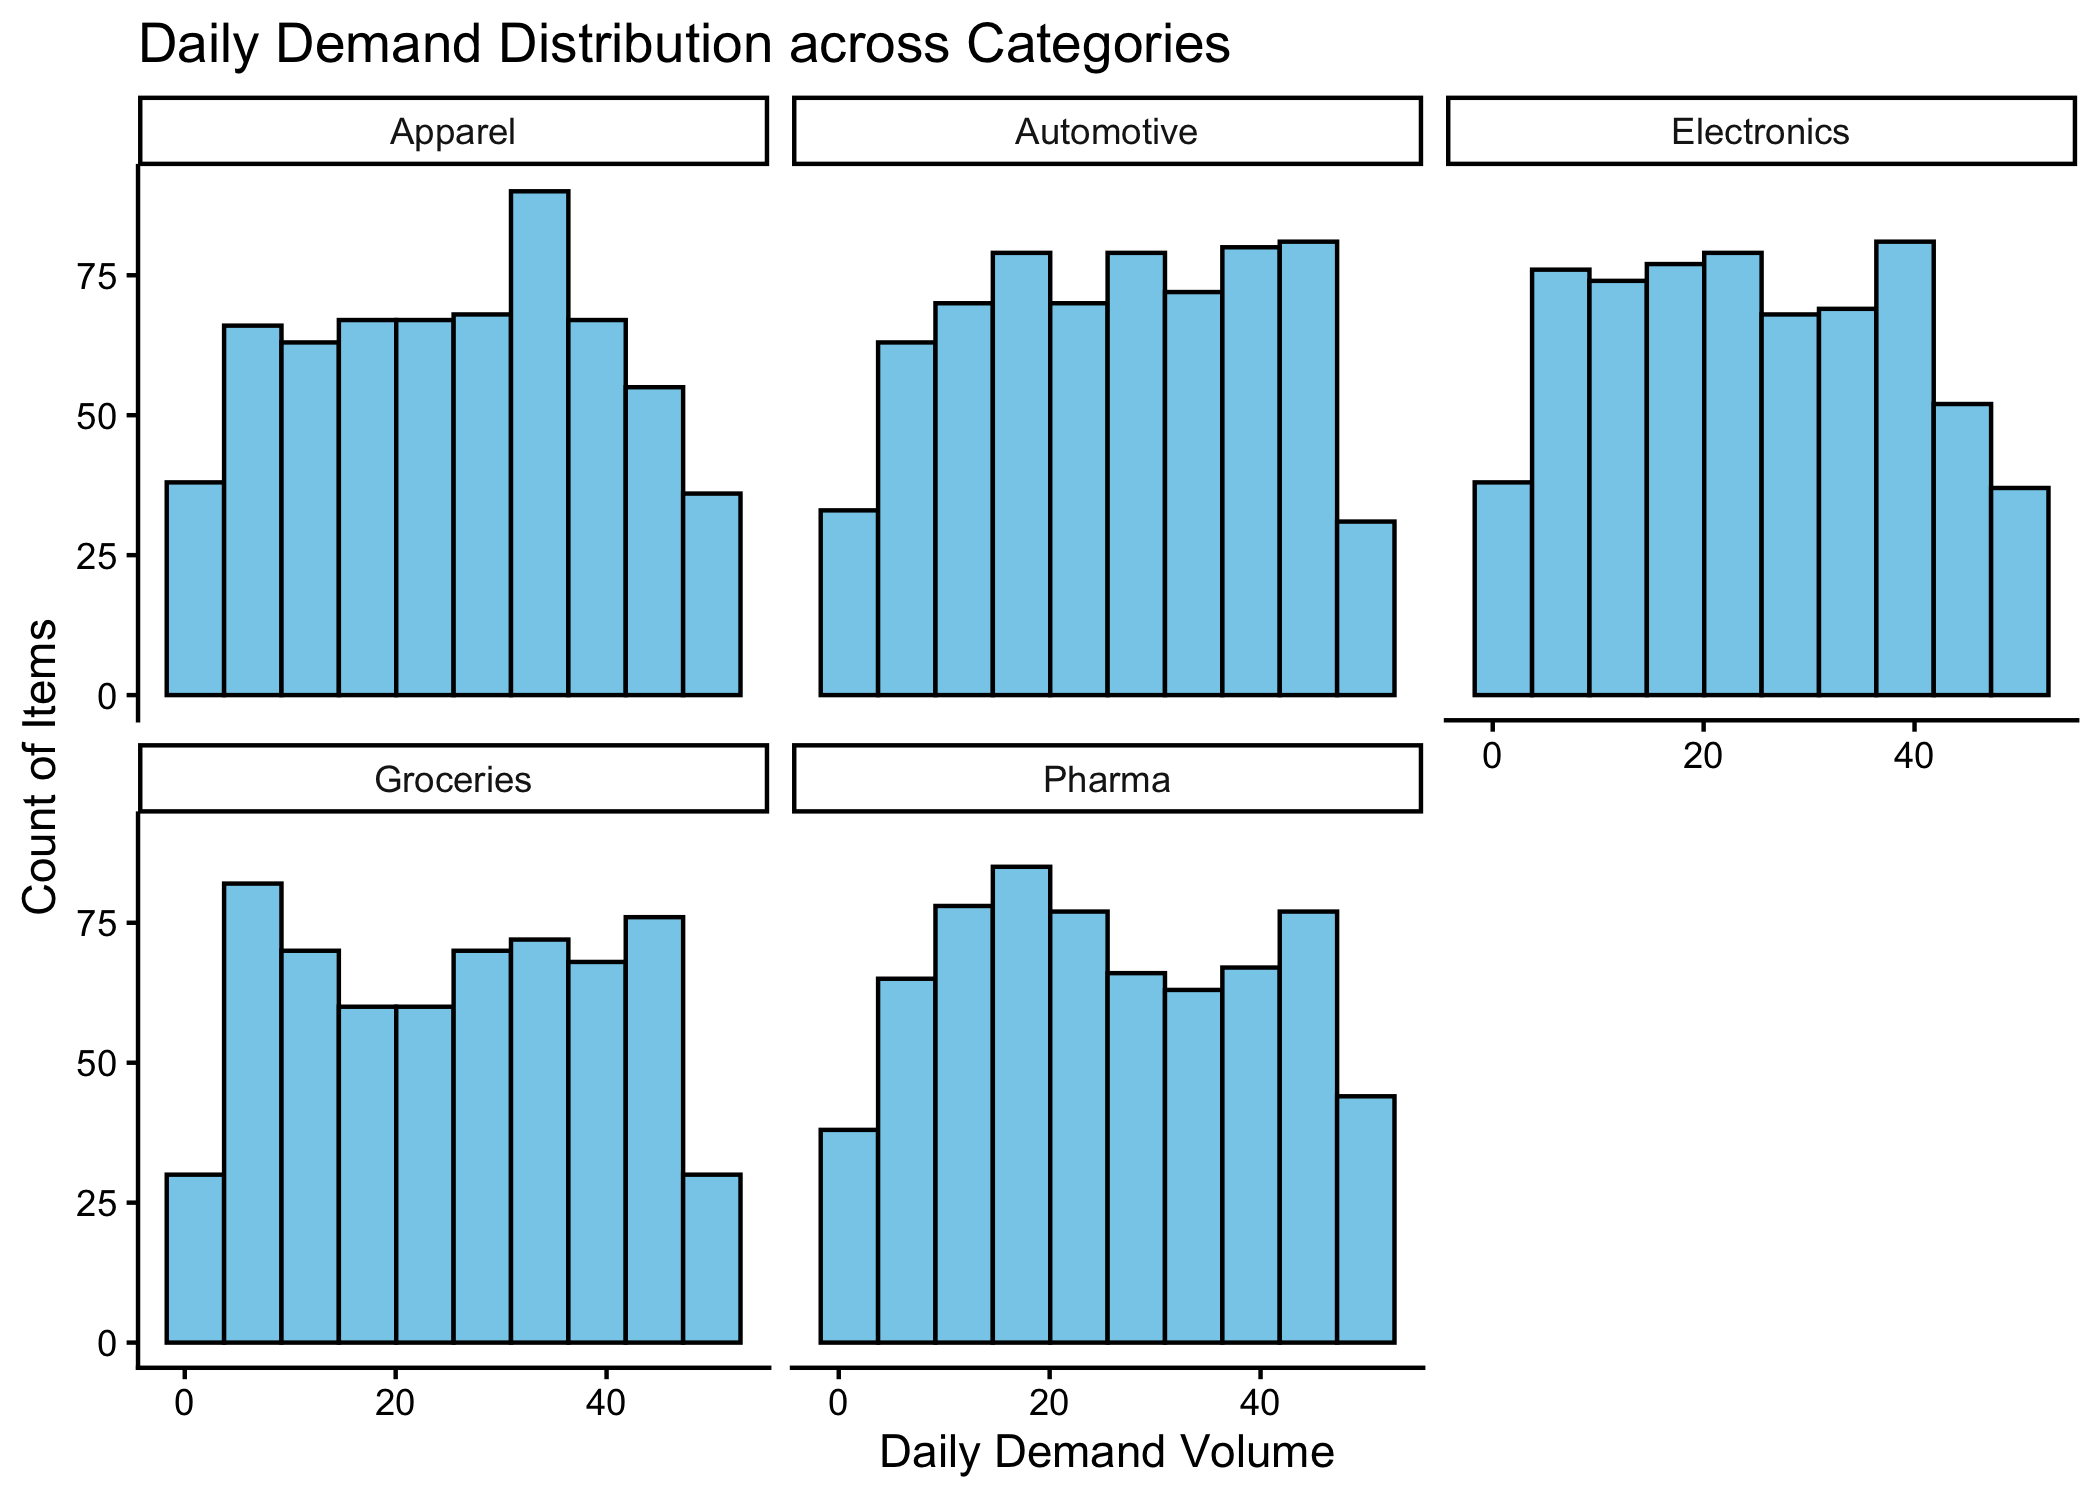 Daily Demand Distribution across Categories
Apparel
Automotive
Electronics
75
50
25
0
0 20 40
Groceries
Pharma
75
50
25
0
0 20 40
0 20 40
Count of Items
Daily Demand Volume